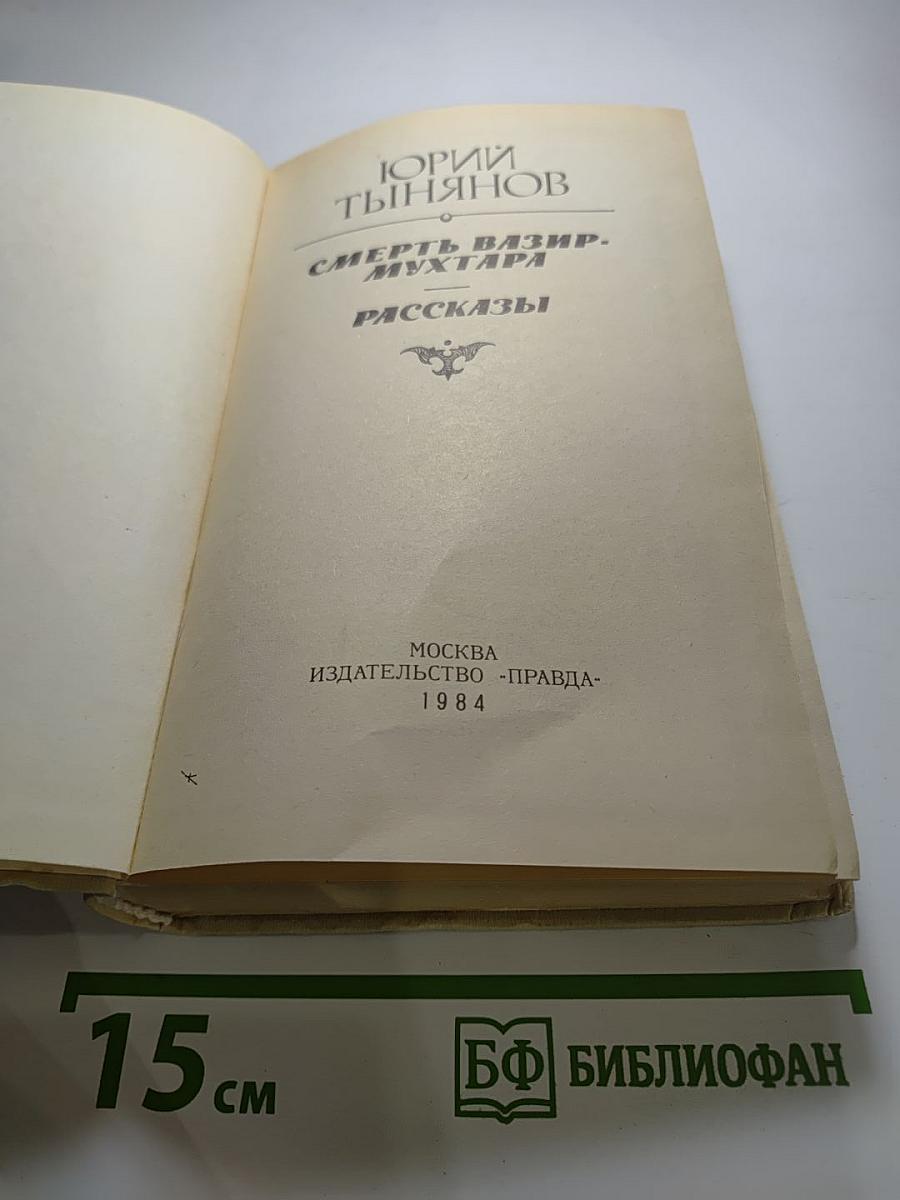 ЮРИЙ
ТЫНЯНОВ
СМЕРТЬ ВАЗИР-
МУХТАРА
РАССКАЗЫ
МОСКВА
ИЗДАТЕЛЬСТВО «ПРАВДА»
1984
15 см
БФ БИБЛИОФАН